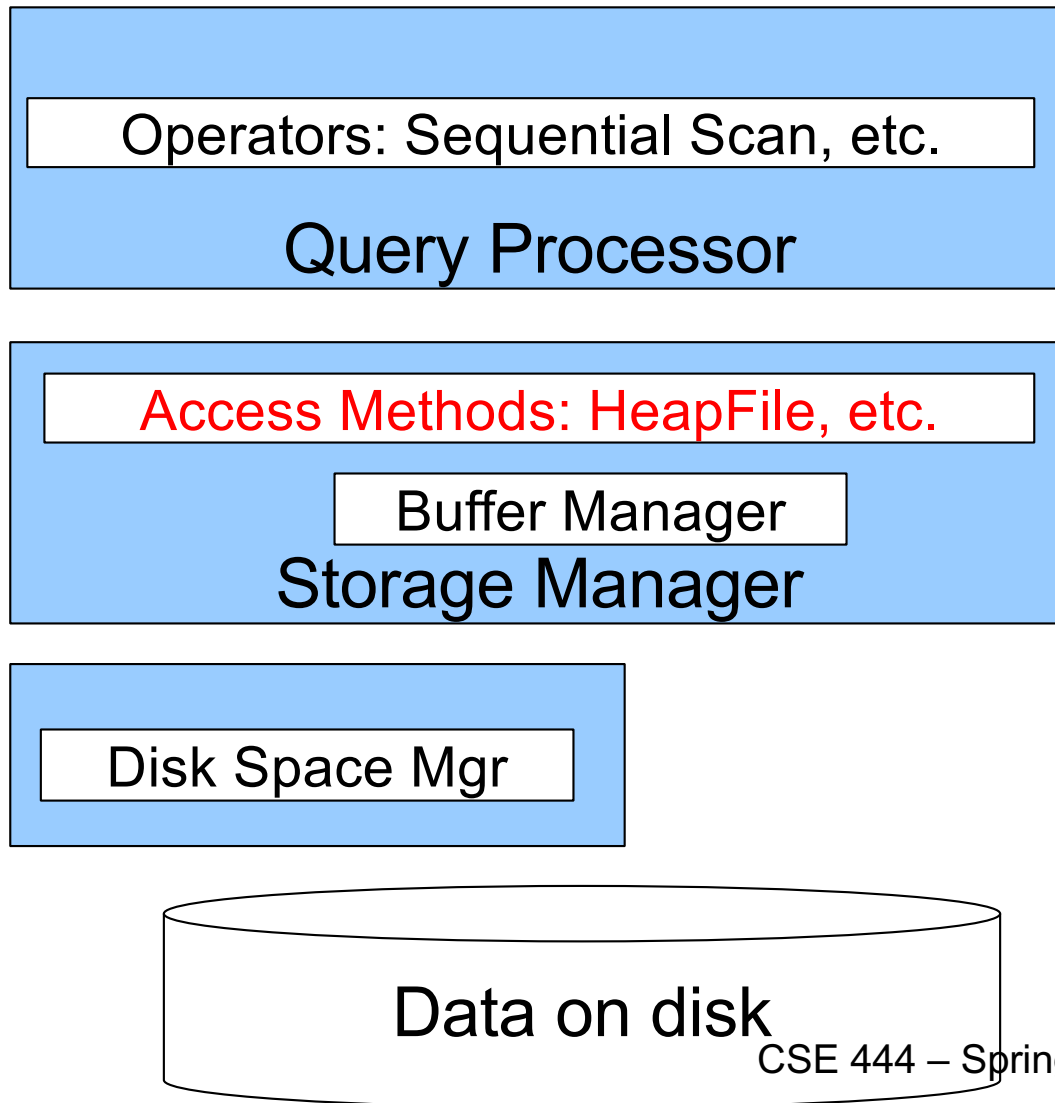 Operators: Sequential Scan, etc.
Query Processor
Access Methods: HeapFile, etc.
Buffer Manager
Storage Manager
Disk Space Mgr
Data on disk
CSE 444 – Spring